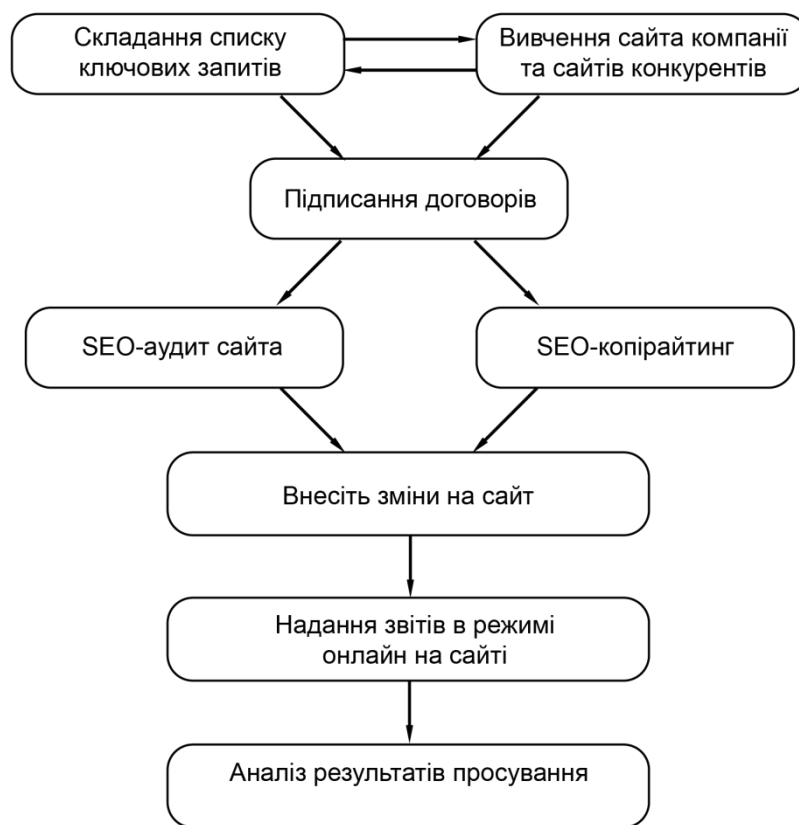 Складання списку
ключових запитів
Вивчення сайта компанії
та сайтів конкурентів
Підписання договорів
SEO-аудит сайта
SEO-копірайтинг
Внесіть зміни на сайт
Надання звітів в режимі
онлайн на сайті
Аналіз результатів просування